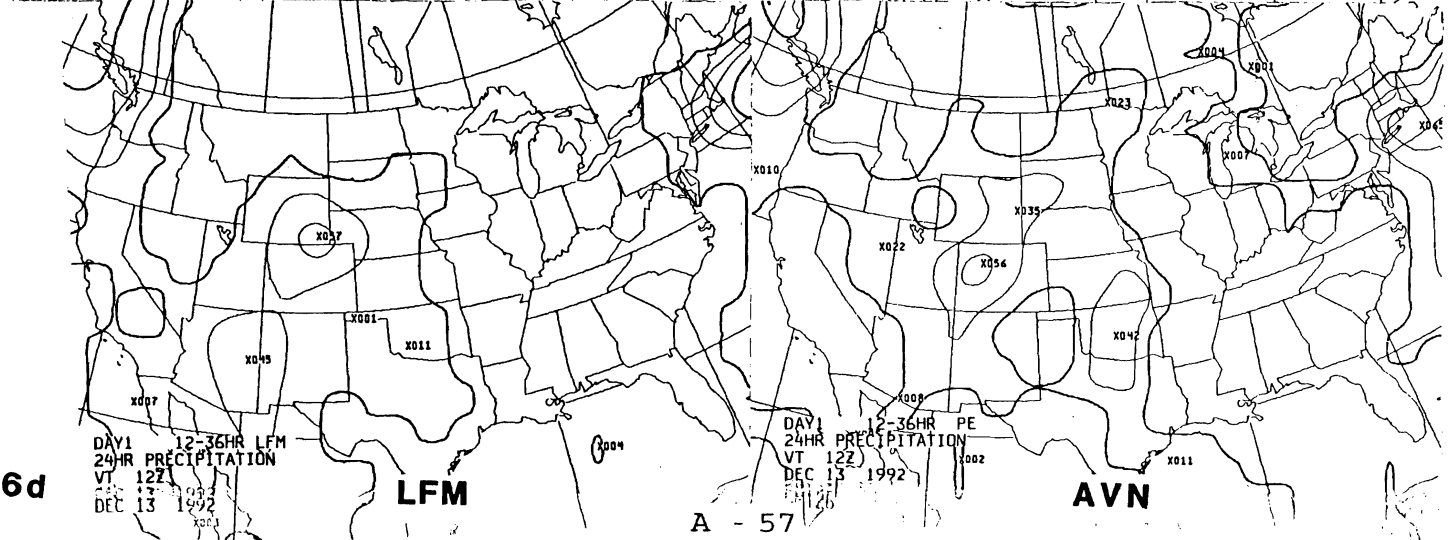 X004
X001
X023
X065
X007
X010
X057
X035
X022
X056
X001
X011
X045
X042
X007
X008
DAY1 12-36HR LFM
24HR PRECIPITATION
VT 12Z
DEC 13 1992
X004
DAY1 12-36HR PE
24HR PRECIPITATION
VT 12Z
DEC 13 1992
X002
X011
6d
LFM
AVN
A - 57